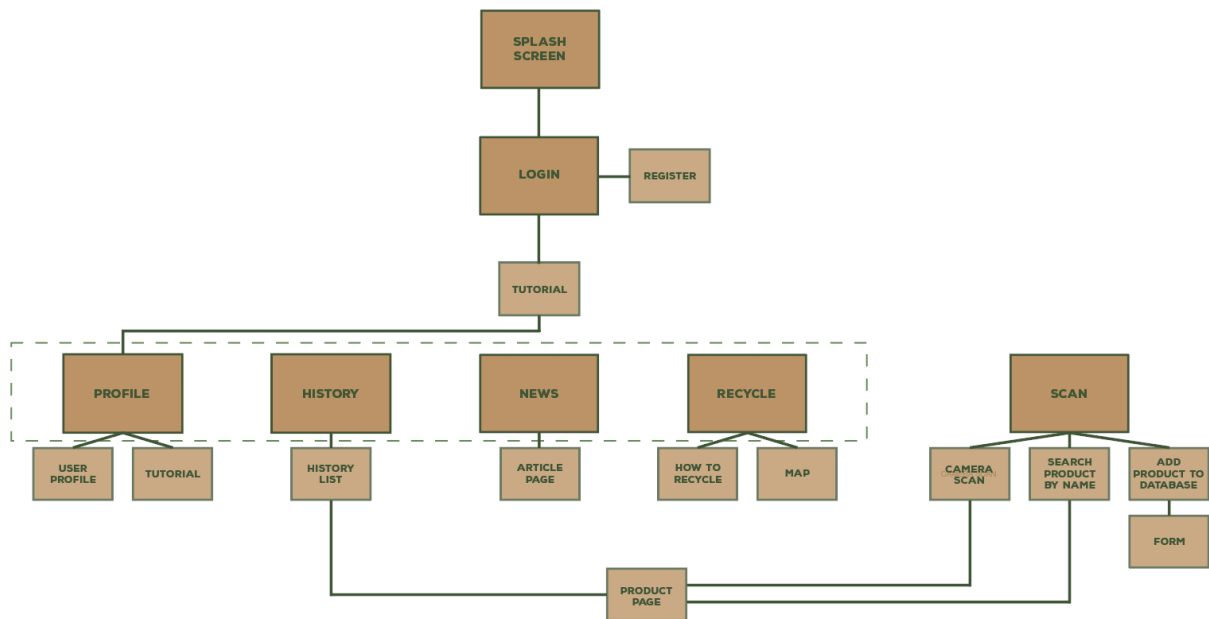 SPLASH
SCREEN
LOGIN
REGISTER
TUTORIAL
PROFILE
HISTORY
NEWS
RECYCLE
SCAN
USER
PROFILE
TUTORIAL
HISTORY
LIST
ARTICLE
PAGE
HOW TO
RECYCLE
MAP
CAMERA
SCAN
SEARCH
PRODUCT
BY NAME
ADD
PRODUCT TO
DATABASE
FORM
PRODUCT
PAGE